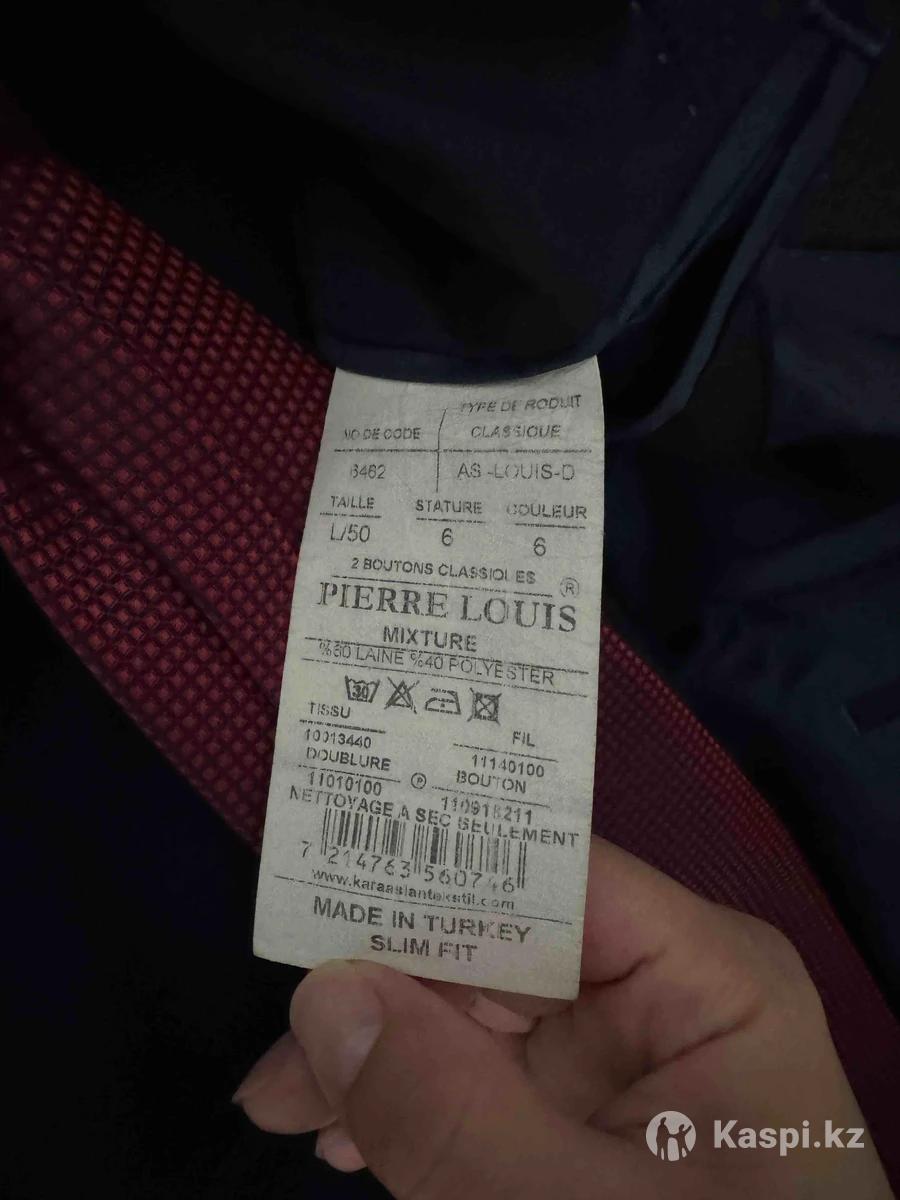 TYPE DE RODUIT
NO DE CODE CLASSIQUE
6462 AS-LOUIS-D
TAILLE STATURE COULEUR
L/50 6 6
2 BOUTONS CLASSIQLES
PIERRE LOUIS ®
MIXTURE
%60 LAINE %40 POLYESTER
30
TISSU FIL
10013440 11140100
DOUBLURE BOUTON
11010100 Ⓟ 110918211
NETTOYAGE A SEC SEULEMENT
7 214763 560746
www.karaaslantekstil.com
MADE IN TURKEY
SLIM FIT
Kaspi.kz